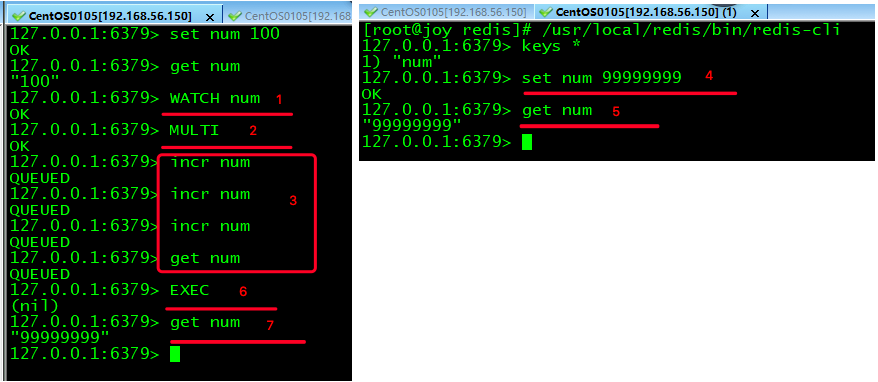 CentOS0105[192.168.56.150] × CentOS0105[192.168.
127.0.0.1:6379> set num 100
OK
127.0.0.1:6379> get num
"100"
127.0.0.1:6379> WATCH num 1
OK
127.0.0.1:6379> MULTI 2
OK
127.0.0.1:6379> incr num
QUEUED
127.0.0.1:6379> incr num 3
QUEUED
127.0.0.1:6379> incr num
QUEUED
127.0.0.1:6379> get num
QUEUED
127.0.0.1:6379> EXEC 6
(nil)
127.0.0.1:6379> get num 7
"99999999"
127.0.0.1:6379>
CentOS0105[192.168.56.150] CentOS0105[192.168.56.150] (1) ×
[root@joy redis]# /usr/local/redis/bin/redis-cli
127.0.0.1:6379> keys *
1) "num"
127.0.0.1:6379> set num 99999999 4
OK
127.0.0.1:6379> get num 5
"99999999"
127.0.0.1:6379>